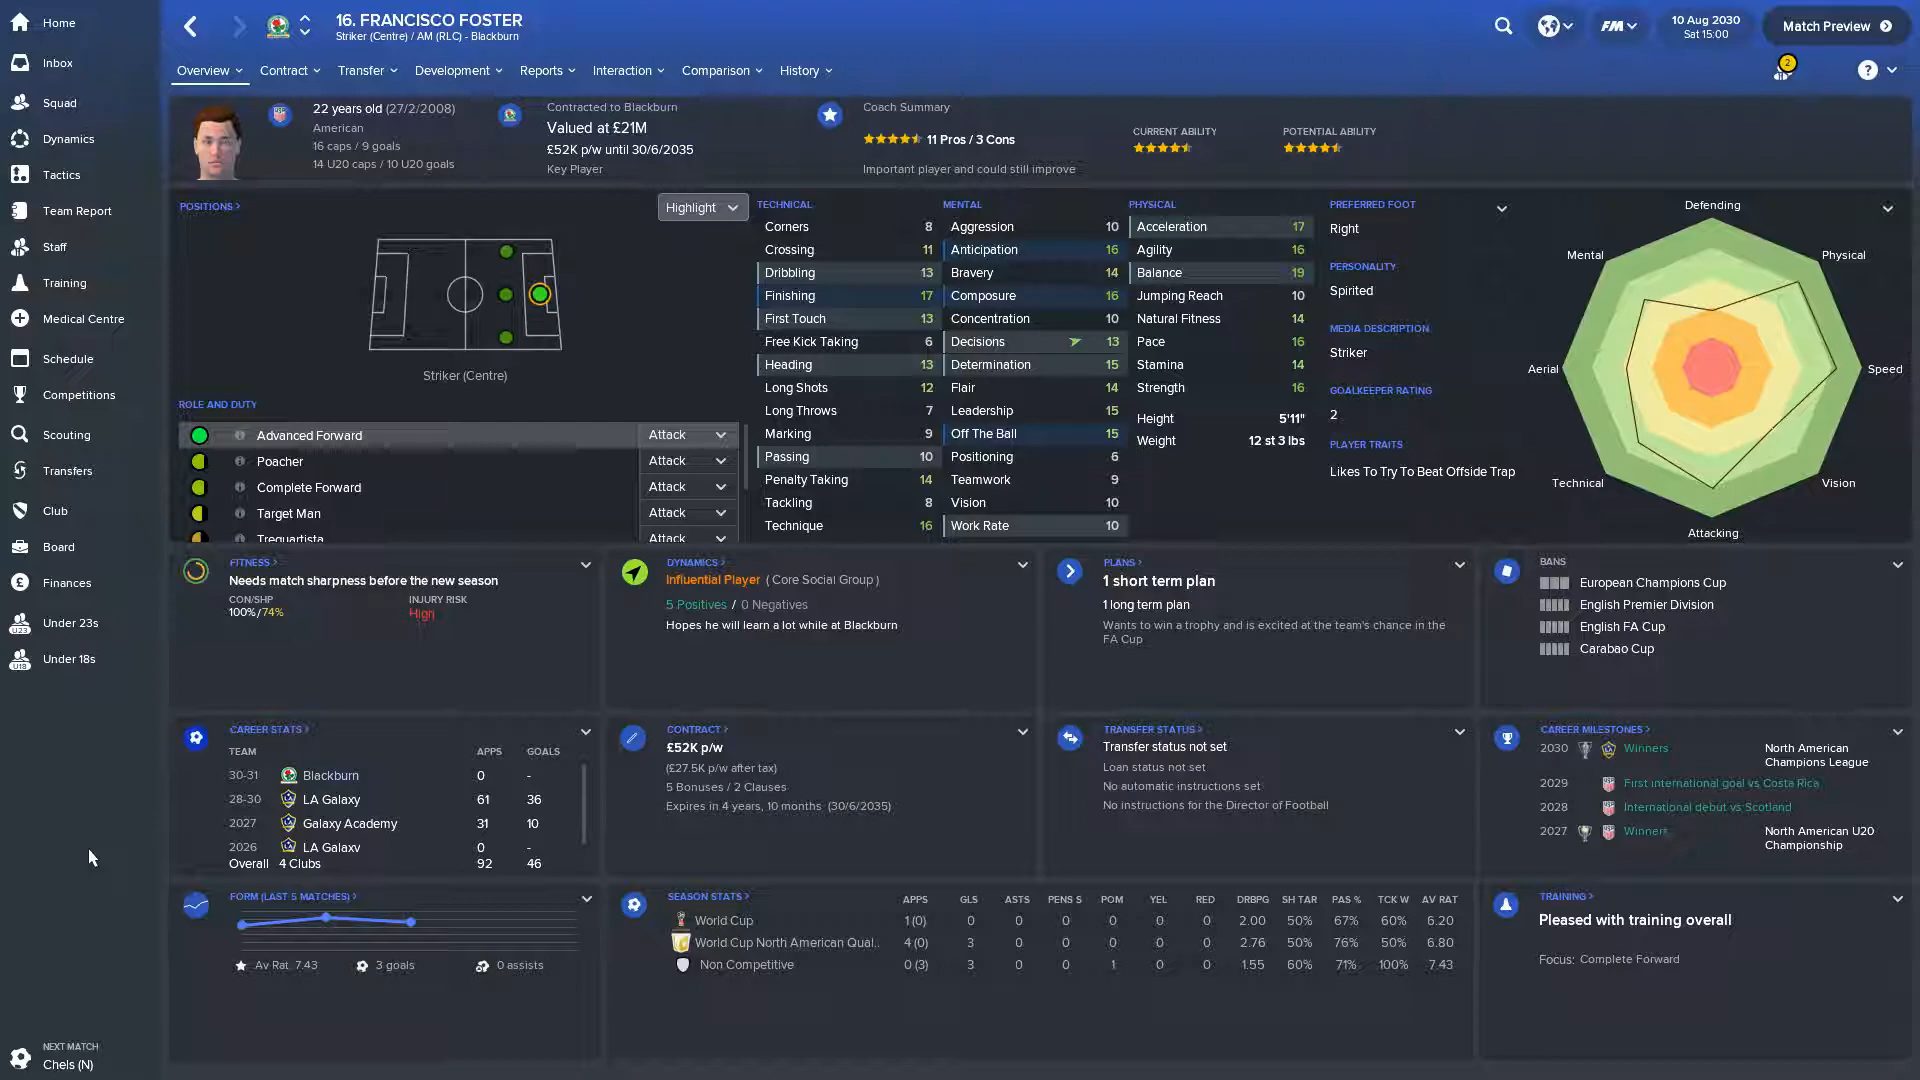 Home
Inbox
Squad
Dynamics
Tactics
Team Report
Staff
Training
Medical Centre
Schedule
Competitions
Scouting
Transfers
Club
Board
Finances
U23 Under 23s
U18 Under 18s
NEXT MATCH
Chels (N)
16. FRANCISCO FOSTER
Striker (Centre) / AM (RLC) - Blackburn
FM
10 Aug 2030
Sat 15:00
Match Preview
Overview Contract Transfer Development Reports Interaction Comparison History
2
?
22 years old (27/2/2008)
American
16 caps / 9 goals
14 U20 caps / 10 U20 goals
Contracted to Blackburn
Valued at £21M
£52K p/w until 30/6/2035
Key Player
Coach Summary
11 Pros / 3 Cons
Important player and could still improve
CURRENT ABILITY
POTENTIAL ABILITY
POSITIONS >
Highlight
Striker (Centre)
ROLE AND DUTY
Advanced Forward Attack
Poacher Attack
Complete Forward Attack
Target Man Attack
Trequartista Attack
TECHNICAL
Corners 8
Crossing 11
Dribbling 13
Finishing 17
First Touch 13
Free Kick Taking 6
Heading 13
Long Shots 12
Long Throws 7
Marking 9
Passing 10
Penalty Taking 14
Tackling 8
Technique 16
MENTAL
Aggression 10
Anticipation 16
Bravery 14
Composure 16
Concentration 10
Decisions 13
Determination 15
Flair 14
Leadership 15
Off The Ball 15
Positioning 6
Teamwork 9
Vision 10
Work Rate 10
PHYSICAL
Acceleration 17
Agility 16
Balance 19
Jumping Reach 10
Natural Fitness 14
Pace 16
Stamina 14
Strength 16
Height 5'11"
Weight 12 st 3 lbs
PREFERRED FOOT
Right
PERSONALITY
Spirited
MEDIA DESCRIPTION
Striker
GOALKEEPER RATING
2
PLAYER TRAITS
Likes To Try To Beat Offside Trap
Defending
Physical
Speed
Vision
Attacking
Technical
Aerial
Mental
FITNESS >
Needs match sharpness before the new season
CON/SHP INJURY RISK
100%/74% High
DYNAMICS >
Influential Player ( Core Social Group )
5 Positives / 0 Negatives
Hopes he will learn a lot while at Blackburn
PLANS >
1 short term plan
1 long term plan
Wants to win a trophy and is excited at the team's chance in the
FA Cup
BANS
European Champions Cup
English Premier Division
English FA Cup
Carabao Cup
CAREER STATS >
TEAM APPS GOALS
30-31 Blackburn 0 -
28-30 LA Galaxy 61 36
2027 Galaxy Academy 31 10
2026 LA Galaxy 0 -
Overall 4 Clubs 92 46
CONTRACT >
£52K p/w
(£27.5K p/w after tax)
5 Bonuses / 2 Clauses
Expires in 4 years, 10 months (30/6/2035)
TRANSFER STATUS >
Transfer status not set
Loan status not set
No automatic instructions set
No instructions for the Director of Football
CAREER MILESTONES >
2030 Winners North American
Champions League
2029 First international goal vs Costa Rica
2028 International debut vs Scotland
2027 Winners North American U20
Championship
FORM (LAST 5 MATCHES) >
Av Rat 7.43 3 goals 0 assists
SEASON STATS > APPS GLS ASTS PENS S POM YEL RED DRBPG SH TAR PAS % TCK W AV RAT
World Cup 1 (0) 0 0 0 0 0 0 2.00 50% 67% 60% 6.20
World Cup North American Qual.. 4 (0) 3 0 0 0 0 0 2.76 50% 76% 50% 6.80
Non Competitive 0 (3) 3 0 0 1 0 0 1.55 60% 71% 100% 7.43
TRAINING >
Pleased with training overall
Focus: Complete Forward